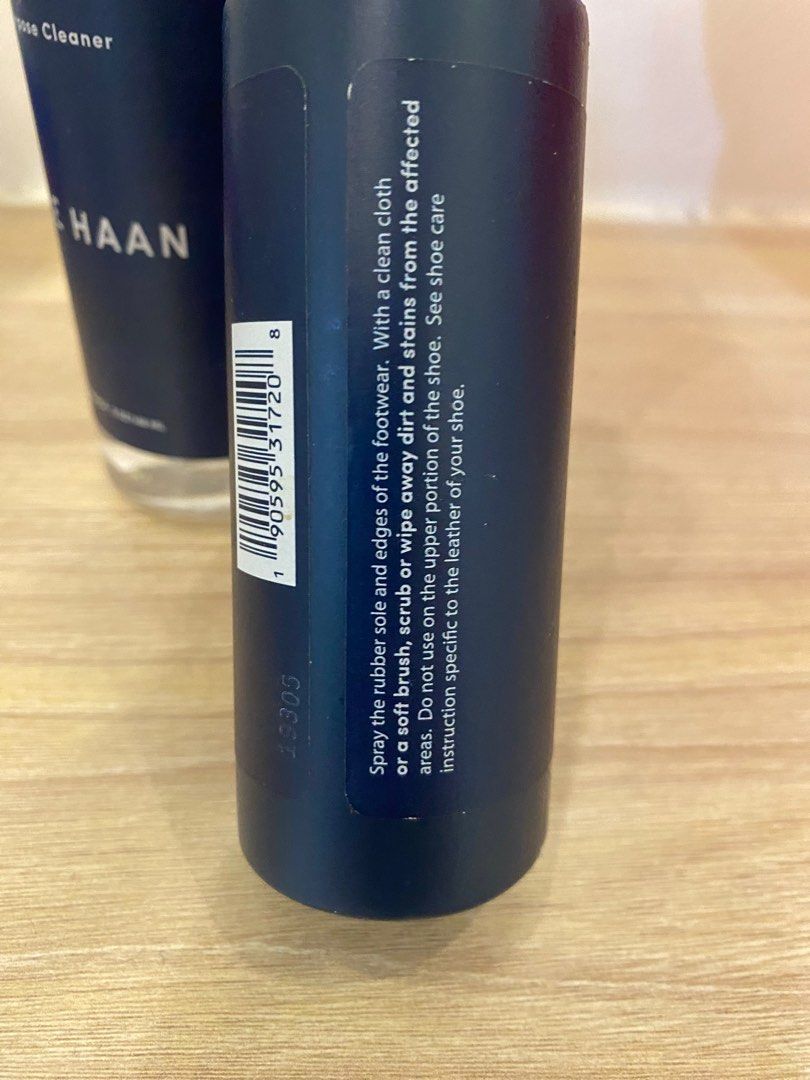 pose Cleaner
E HAAN
Spray the rubber sole and edges of the footwear. With a clean cloth
or a soft brush, scrub or wipe away dirt and stains from the affected
areas. Do not use on the upper portion of the shoe. See shoe care
instruction specific to the leather of your shoe.
1 90595 31720 8
19305